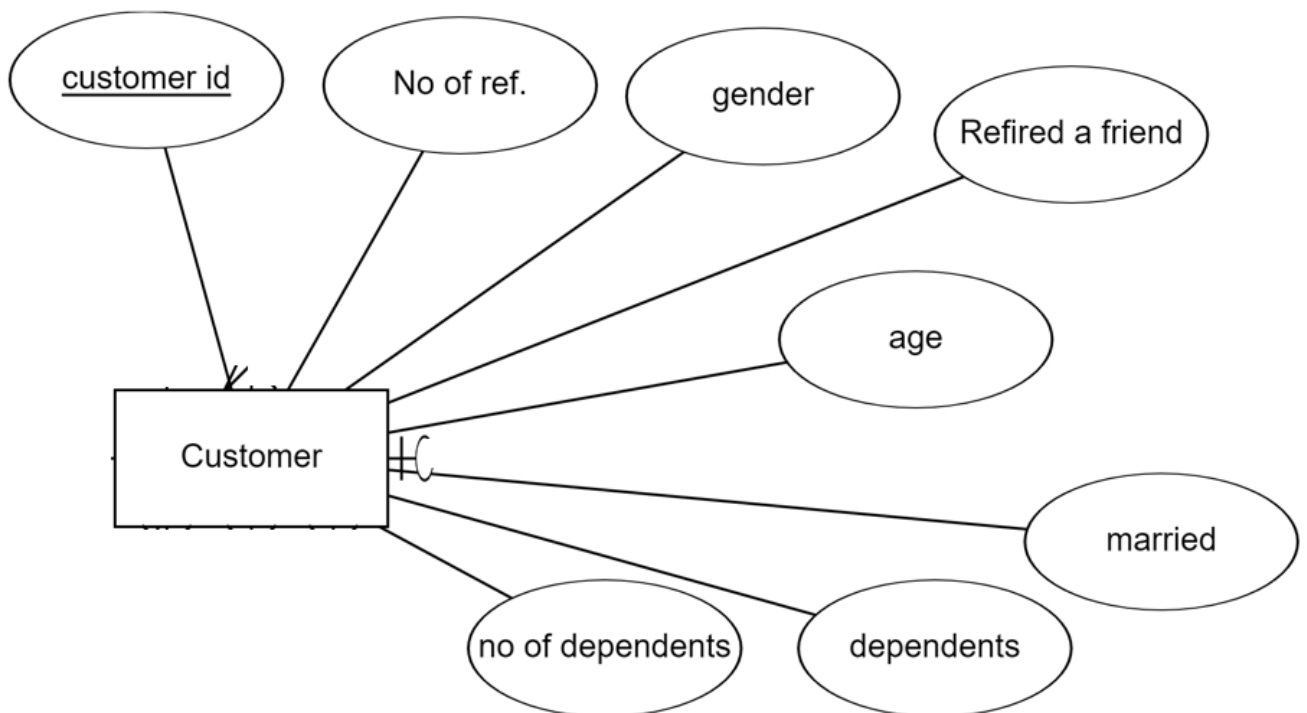 customer id
No of ref.
gender
Refired a friend
age
Customer
married
no of dependents
dependents